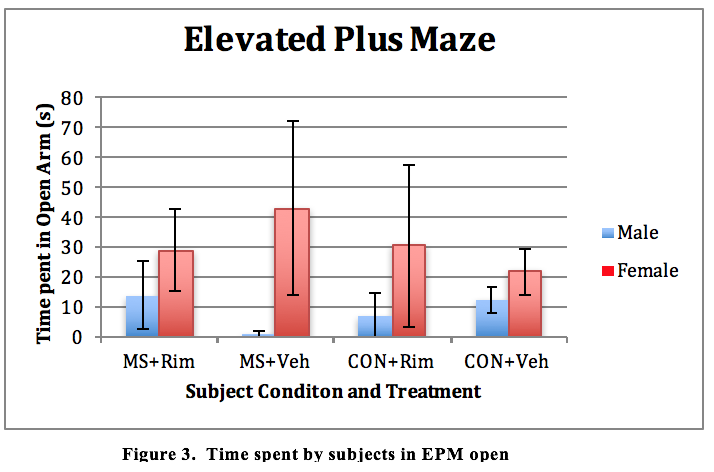 Elevated Plus Maze
Time pent in Open Arm (s)
80
70
60
50
40
30
20
10
0
MS+Rim MS+Veh CON+Rim CON+Veh
Subject Conditon and Treatment
Male
Female
Figure 3. Time spent by subjects in EPM open